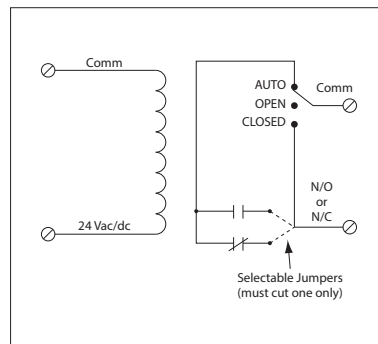 Comm
AUTO
OPEN
CLOSED
Comm
24 Vac/dc
N/O
or
N/C
Selectable Jumpers
(must cut one only)